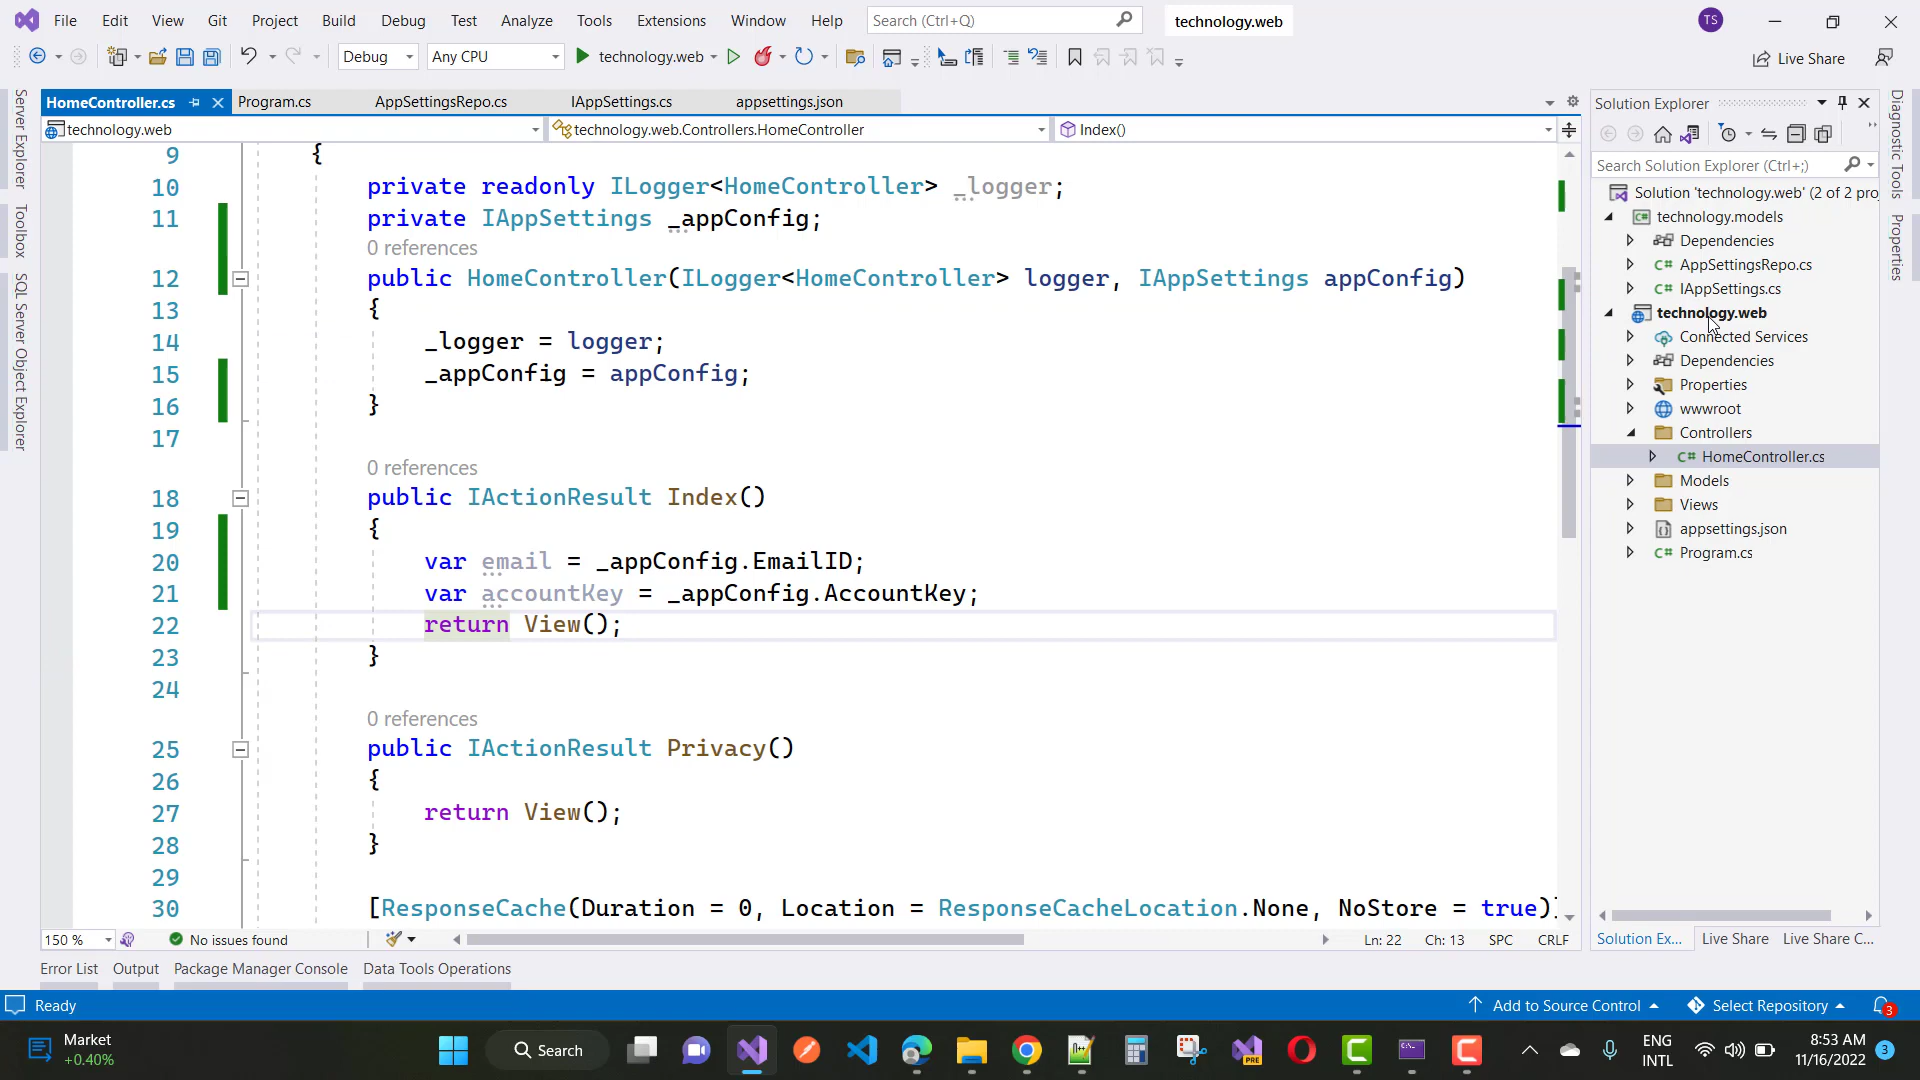 File Edit View Git Project Build Debug Test Analyze Tools Extensions Window Help Search (Ctrl+Q) technology.web TS
Debug Any CPU technology.web Live Share
HomeController.cs Program.cs AppSettingsRepo.cs IAppSettings.cs appsettings.json
technology.web technology.web.Controllers.HomeController Index()
9 {
10 private readonly ILogger<HomeController> _logger;
11 private IAppSettings _appConfig;
0 references
12 public HomeController(ILogger<HomeController> logger, IAppSettings appConfig)
13 {
14 _logger = logger;
15 _appConfig = appConfig;
16 }
17
0 references
18 public IActionResult Index()
19 {
20 var email = _appConfig.EmailID;
21 var accountKey = _appConfig.AccountKey;
22 return View();
23 }
24
0 references
25 public IActionResult Privacy()
26 {
27 return View();
28 }
29
30 [ResponseCache(Duration = 0, Location = ResponseCacheLocation.None, NoStore = true)]
150 % No issues found Ln: 22 Ch: 13 SPC CRLF
Error List Output Package Manager Console Data Tools Operations
Server Explorer
Toolbox
SQL Server Object Explorer
Solution Explorer
Search Solution Explorer (Ctrl+;)
Solution 'technology.web' (2 of 2 proj
technology.models
Dependencies
AppSettingsRepo.cs
IAppSettings.cs
technology.web
Connected Services
Dependencies
Properties
wwwroot
Controllers
HomeController.cs
Models
Views
appsettings.json
Program.cs
Solution Ex... Live Share Live Share C...
Diagnostic Tools
Properties
Ready Add to Source Control Select Repository 3
Market
+0.40%
Search
PRE
ENG
INTL
8:53 AM
11/16/2022
3